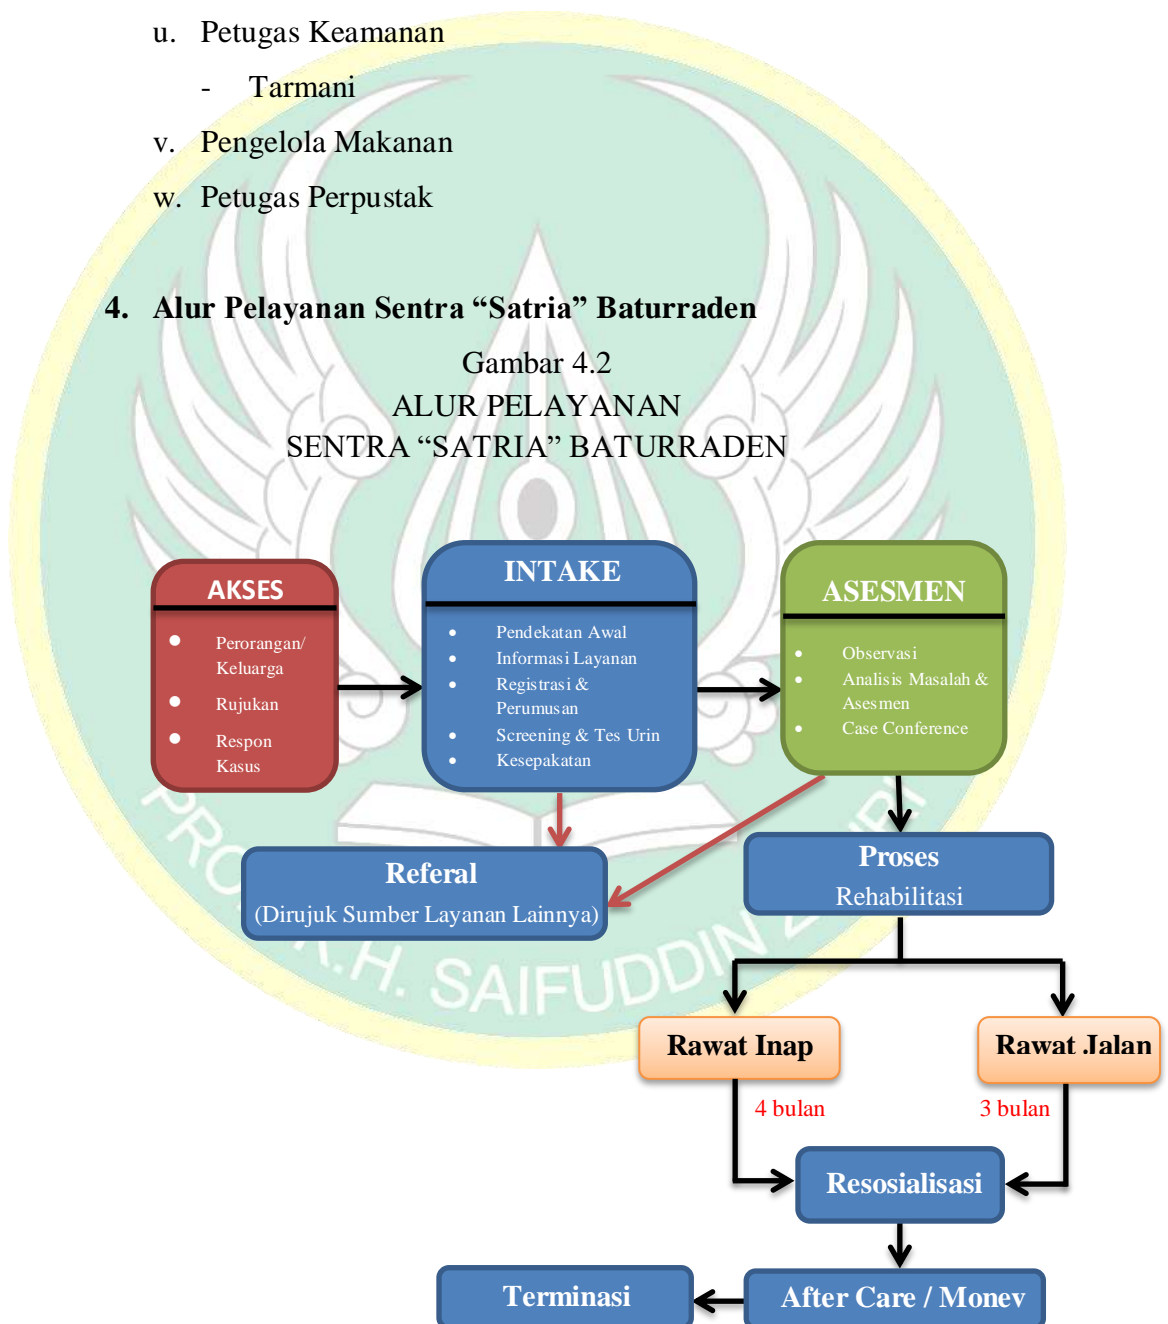 u. Petugas Keamanan
- Tarmani
v. Pengelola Makanan
w. Petugas Perpustak
4. Alur Pelayanan Sentra “Satria” Baturraden
Gambar 4.2
ALUR PELAYANAN
SENTRA “SATRIA” BATURRADEN
AKSES
• Perorangan/
Keluarga
• Rujukan
• Respon
Kasus
INTAKE
• Pendekatan Awal
• Informasi Layanan
• Registrasi &
Perumusan
• Screening & Tes Urin
• Kesepakatan
ASESMEN
• Observasi
• Analisis Masalah &
Asesmen
• Case Conference
Referal
(Dirujuk Sumber Layanan Lainnya)
Proses
Rehabilitasi
Rawat Inap
Rawat Jalan
4 bulan
3 bulan
Resosialisasi
After Care / Monev
Terminasi
K.H. SAIFUDDIN